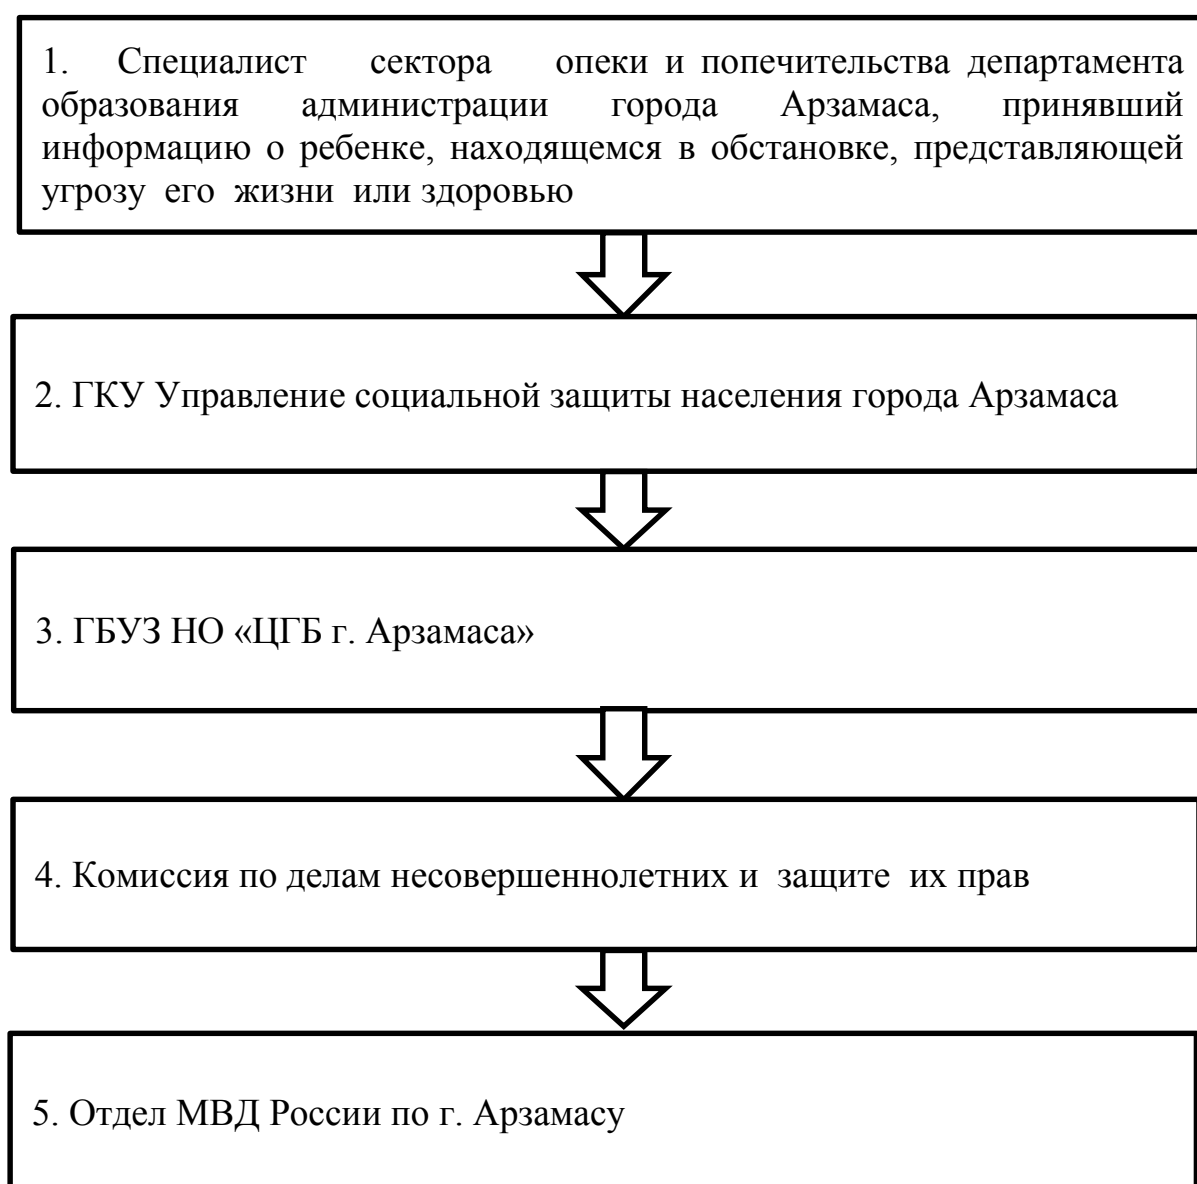 1. Специалист сектора опеки и попечительства департамента
образования администрации города Арзамаса, принявший
информацию о ребенке, находящемся в обстановке, представляющей
угрозу его жизни или здоровью
2. ГКУ Управление социальной защиты населения города Арзамаса
3. ГБУЗ НО «ЦГБ г. Арзамаса»
4. Комиссия по делам несовершеннолетних и защите их прав
5. Отдел МВД России по г. Арзамасу